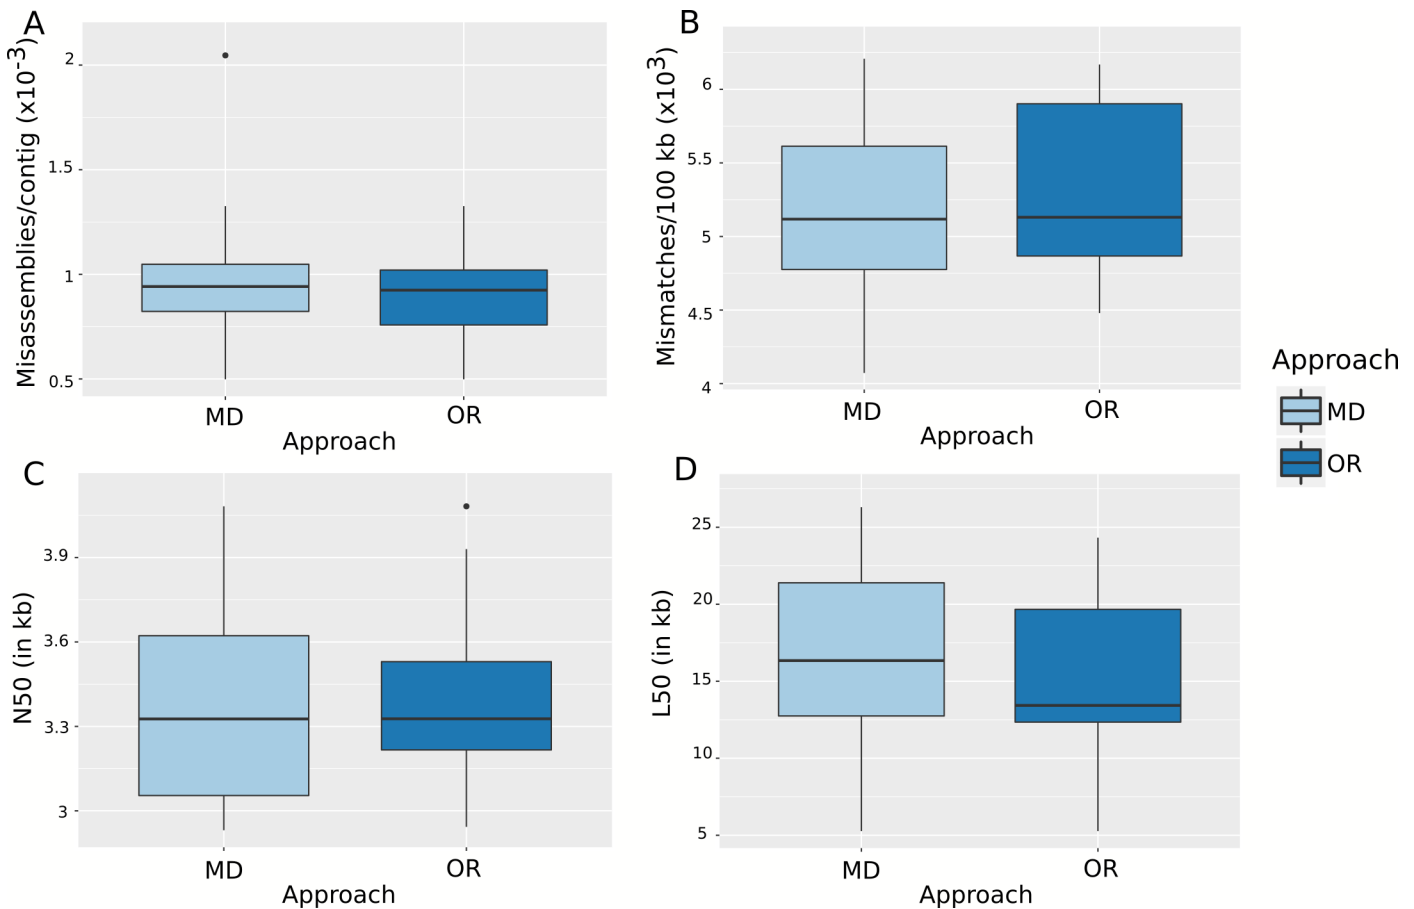 A
Misassemblies/contig (x10-3)
2
1.5
1
0.5
MD
OR
Approach
B
Mismatches/100 kb (x103)
6
5.5
5
4.5
4
MD
OR
Approach
Approach
MD
OR
C
N50 (in kb)
3.9
3.6
3.3
3
MD
OR
Approach
D
L50 (in kb)
25
20
15
10
5
MD
OR
Approach